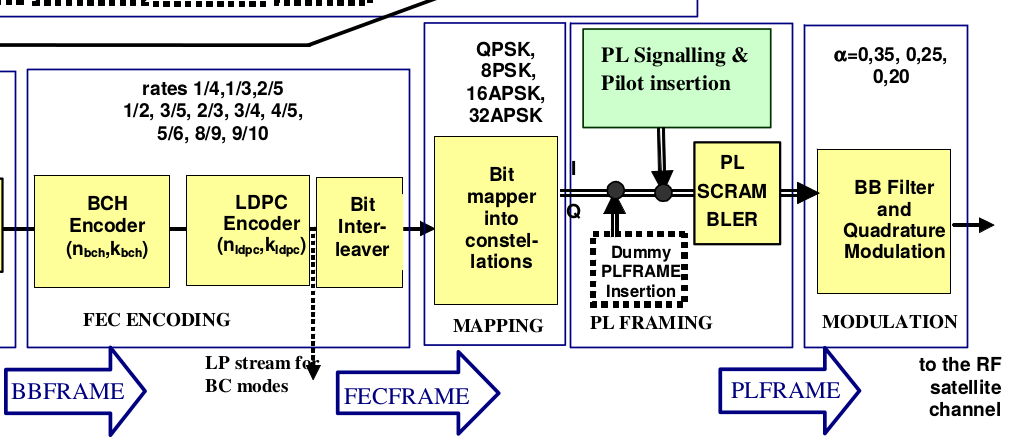 rates 1/4,1/3,2/5
1/2, 3/5, 2/3, 3/4, 4/5,
5/6, 8/9, 9/10
BCH
Encoder
(nbch,kbch)
LDPC
Encoder
(nldpc,kldpc)
Bit
Inter-
leaver
FEC ENCODING
LP stream for
BC modes
QPSK,
8PSK,
16APSK,
32APSK
Bit
mapper
into
constel-
lations
MAPPING
I
Q
PL Signalling &
Pilot insertion
PL
SCRAM
BLER
Dummy
PLFRAME
Insertion
PL FRAMING
α=0,35, 0,25,
0,20
BB Filter
and
Quadrature
Modulation
MODULATION
BBFRAME
FECFRAME
PLFRAME
to the RF
satellite
channel